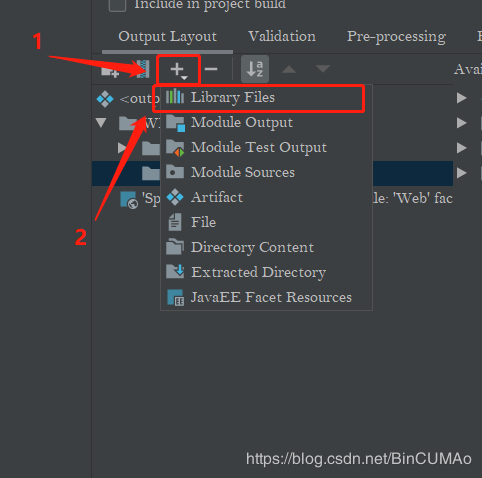 Include in project build
1
Output Layout Validation Pre-processing
Avai
<outp Library Files
W Module Output
Module Test Output
Module Sources
'Sp Artifact le: 'Web' fac
File
Directory Content
Extracted Directory
JavaEE Facet Resources
2
https://blog.csdn.net/BinCUMAo